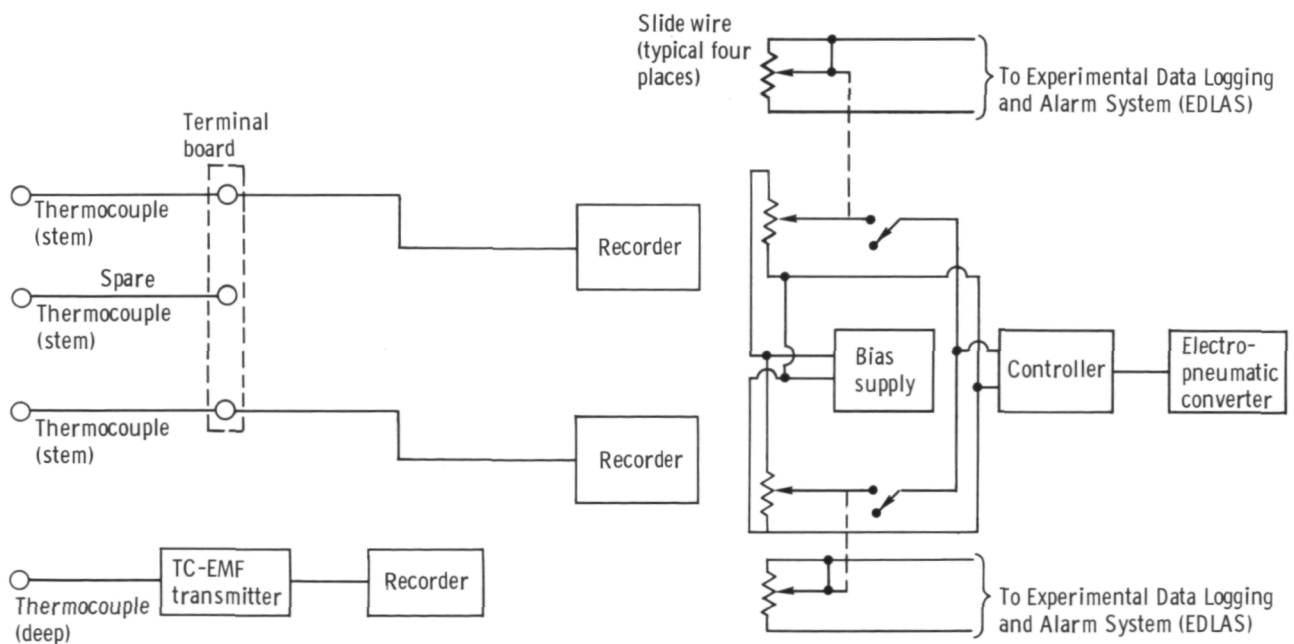 Slide wire
(typical four
places)
To Experimental Data Logging
and Alarm System (EDLAS)
Terminal
board
Thermocouple
(stem)
Recorder
Spare
Thermocouple
(stem)
Bias
supply
Controller
Electro-
pneumatic
converter
Thermocouple
(stem)
Recorder
TC-EMF
transmitter
Recorder
Thermocouple
(deep)
To Experimental Data Logging
and Alarm System (EDLAS)